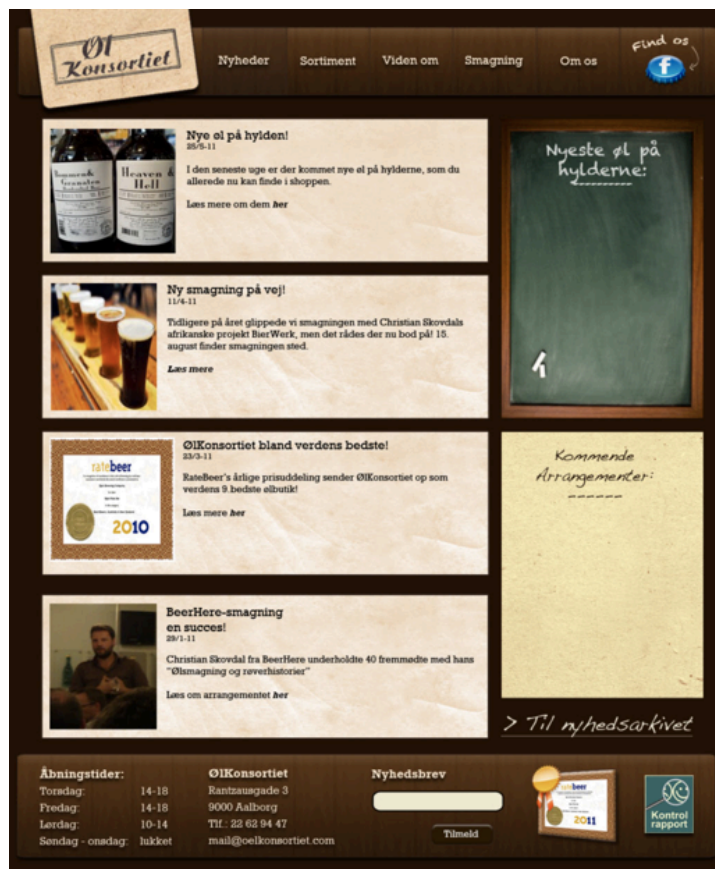 Øl
Konsortiet
Nyheder
Sortiment
Viden om
Smagning
Om os
Find os
f
Nye øl på hylden!
25/5-11
I den seneste uge er der kommet nye øl på hylderne, som du
allerede nu kan finde i shoppen.
Læs mere om dem her
Heaven &
Hell
Ny smagning på vej!
11/4-11
Tidligere på året glippede vi smagningen med Christian Skovdals
afrikanske projekt BierWerk, men det rådes der nu bod på! 15.
august finder smagningen sted.
Læs mere
ØlKonsortiet bland verdens bedste!
23/3-11
RateBeer's årlige prisuddeling sender ØlKonsortiet op som
verdens 9.bedste ølbutik!
Læs mere her
ratebeer
2010
BeerHere-smagning
en succes!
29/1-11
Christian Skovdal fra BeerHere underholdte 40 fremmødte med hans
"Ølsmagning og røverhistorier"
Læs om arrangementet her
Nyeste øl på
hylderne:
---------
Kommende
Arrangementer:
------
> Til nyhedsarkivet
Åbningstider:
Torsdag: 14-18
Fredag: 14-18
Lørdag: 10-14
Søndag - onsdag: lukket
ØlKonsortiet
Rantzausgade 3
9000 Aalborg
Tlf.: 22 62 94 47
mail@oelkonsortiet.com
Nyhedsbrev
Tilmeld
ratebeer
2011
Kontrol
rapport